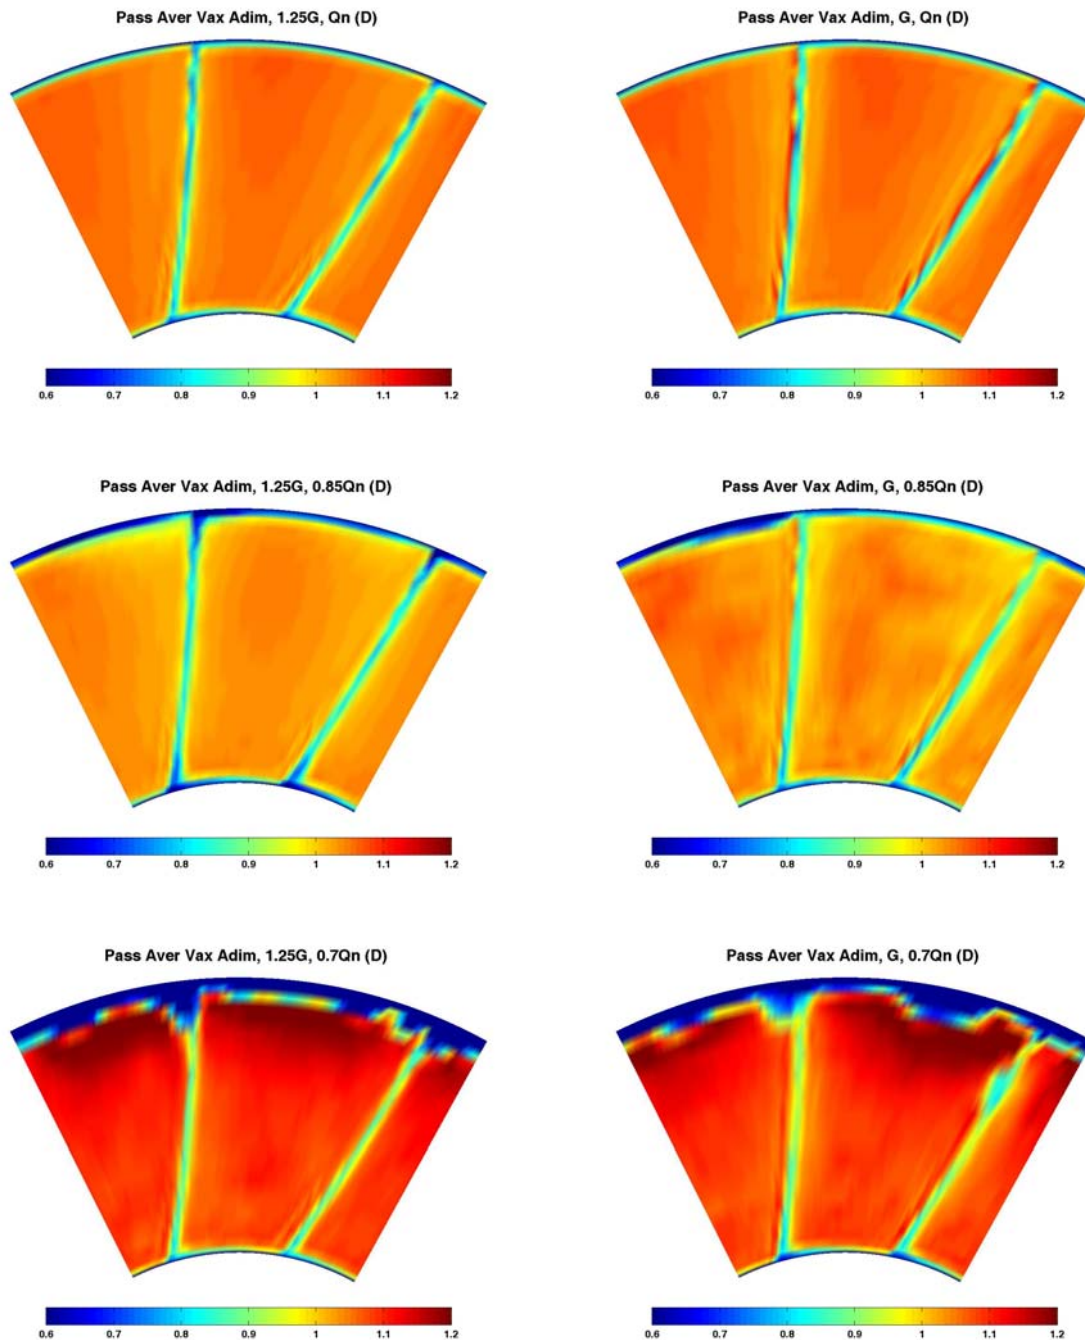 Pass Aver Vax Adim, 1.25G, Qn (D)
Pass Aver Vax Adim, G, Qn (D)
0.6 0.7 0.8 0.9 1 1.1 1.2
0.6 0.7 0.8 0.9 1 1.1 1.2
Pass Aver Vax Adim, 1.25G, 0.85Qn (D)
Pass Aver Vax Adim, G, 0.85Qn (D)
0.6 0.7 0.8 0.9 1 1.1 1.2
0.6 0.7 0.8 0.9 1 1.1 1.2
Pass Aver Vax Adim, 1.25G, 0.7Qn (D)
Pass Aver Vax Adim, G, 0.7Qn (D)
0.6 0.7 0.8 0.9 1 1.1 1.2
0.6 0.7 0.8 0.9 1 1.1 1.2